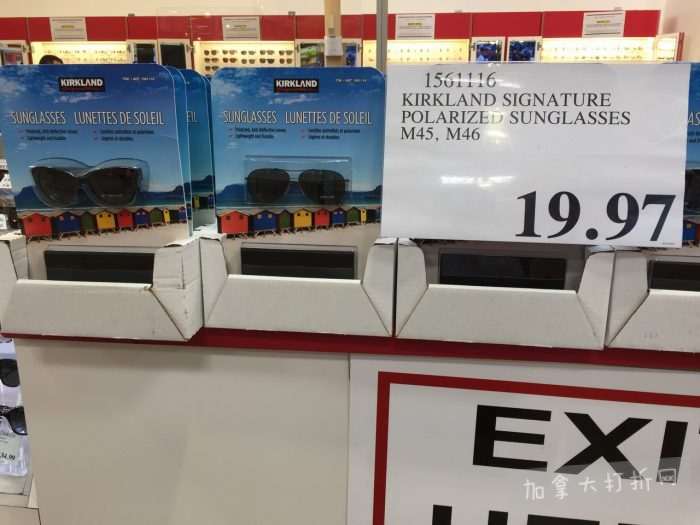 KIRKLAND
SUNGLASSES LUNETTES DE SOLEIL
KIRKLAND
SUNGLASSES LUNETTES DE SOLEIL
1561116
KIRKLAND SIGNATURE
POLARIZED SUNGLASSES
M45, M46
19.97
EXI
加拿大打折网